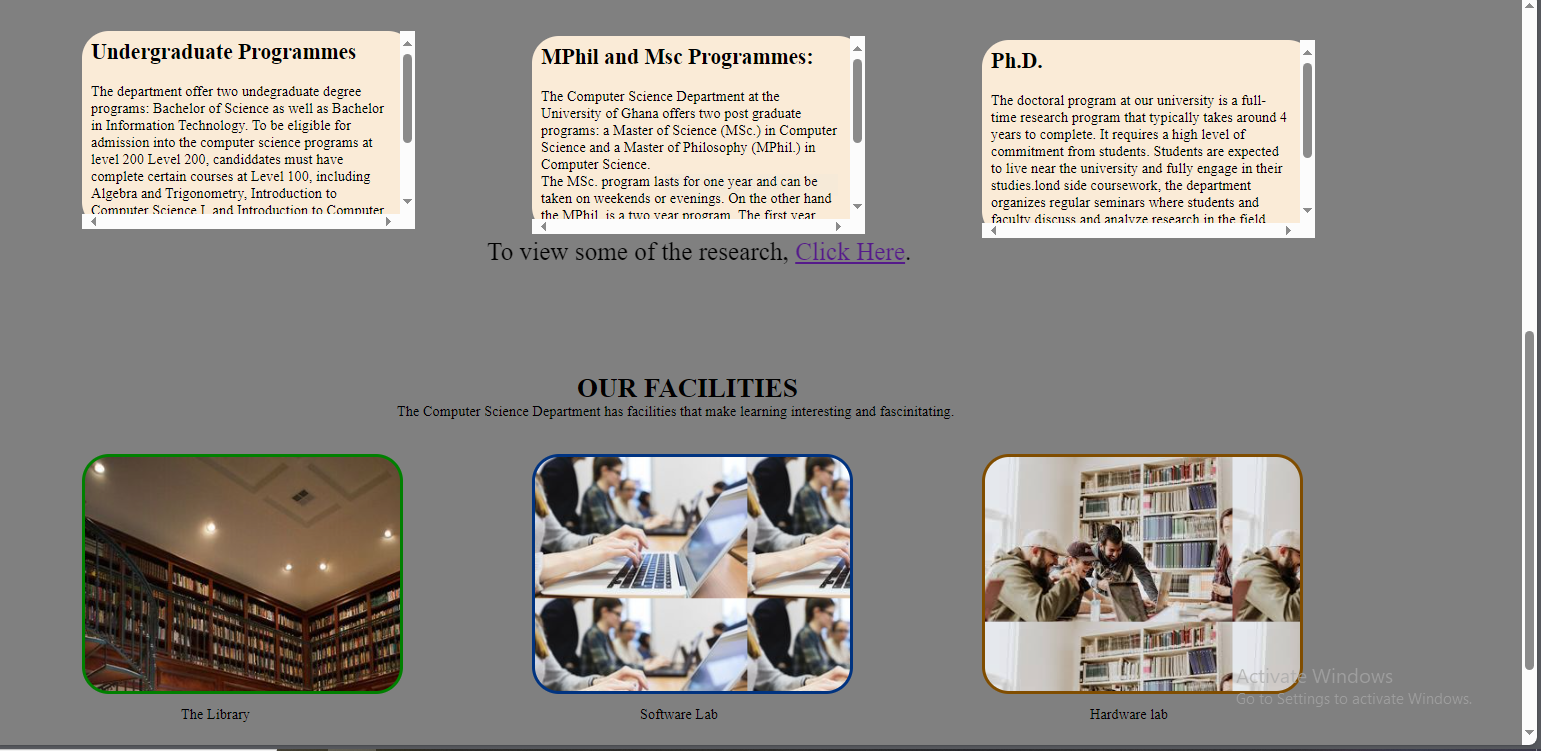 Undergraduate Programmes
The department offer two undegraduate degree
programs: Bachelor of Science as well as Bachelor
in Information Technology. To be eligible for
admission into the computer science programs at
level 200 Level 200, candiddates must have
complete certain courses at Level 100, including
Algebra and Trigonometry, Introduction to
Computer Science I, and Introduction to Computer
MPhil and Msc Programmes:
The Computer Science Department at the
University of Ghana offers two post graduate
programs: a Master of Science (MSc.) in Computer
Science and a Master of Philosophy (MPhil.) in
Computer Science.
The MSc. program lasts for one year and can be
taken on weekends or evenings. On the other hand
the MPhil. is a two year program. The first year
Ph.D.
The doctoral program at our university is a full-
time research program that typically takes around 4
years to complete. It requires a high level of
commitment from students. Students are expected
to live near the university and fully engage in their
studies.lond side coursework, the department
organizes regular seminars where students and
faculty discuss and analyze research in the field
To view some of the research, Click Here.
OUR FACILITIES
The Computer Science Department has facilities that make learning interesting and fascinitating.
The Library
Software Lab
Hardware lab
Activate Windows
Go to Settings to activate Windows.